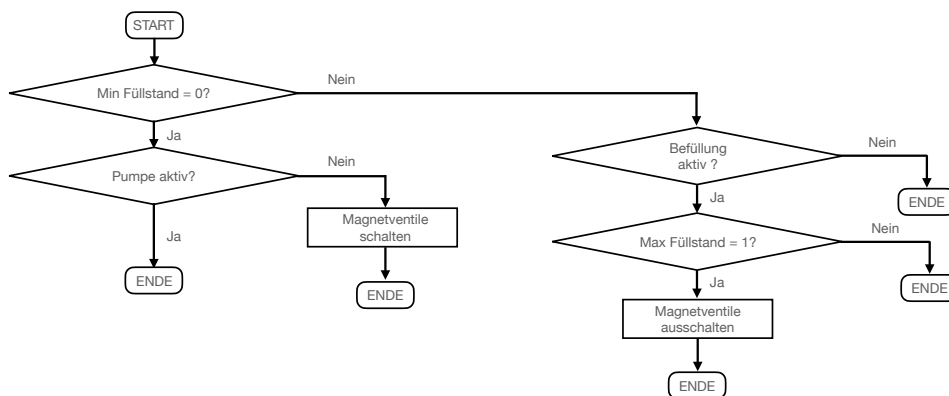 START
Min Füllstand = 0?
Nein
Ja
Pumpe aktiv?
Nein
Ja
Magnetventile
schalten
ENDE
ENDE
Befüllung
aktiv ?
Nein
ENDE
Ja
Max Füllstand = 1?
Nein
ENDE
Ja
Magnetventile
ausschalten
ENDE